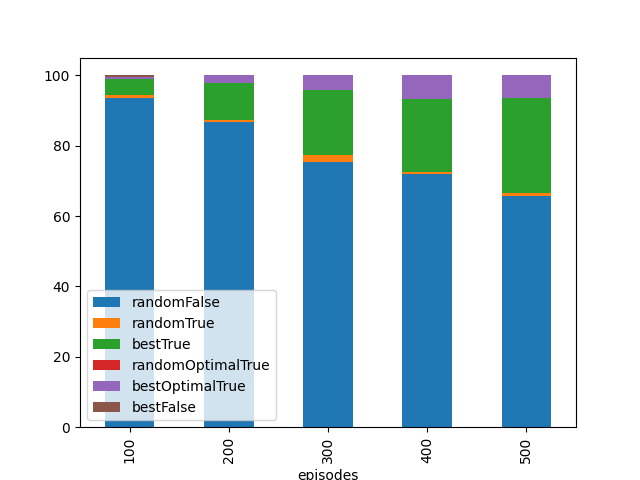 100
80
60
40
20
0
randomFalse
randomTrue
bestTrue
randomOptimalTrue
bestOptimalTrue
bestFalse
100 200 300 400 500
episodes